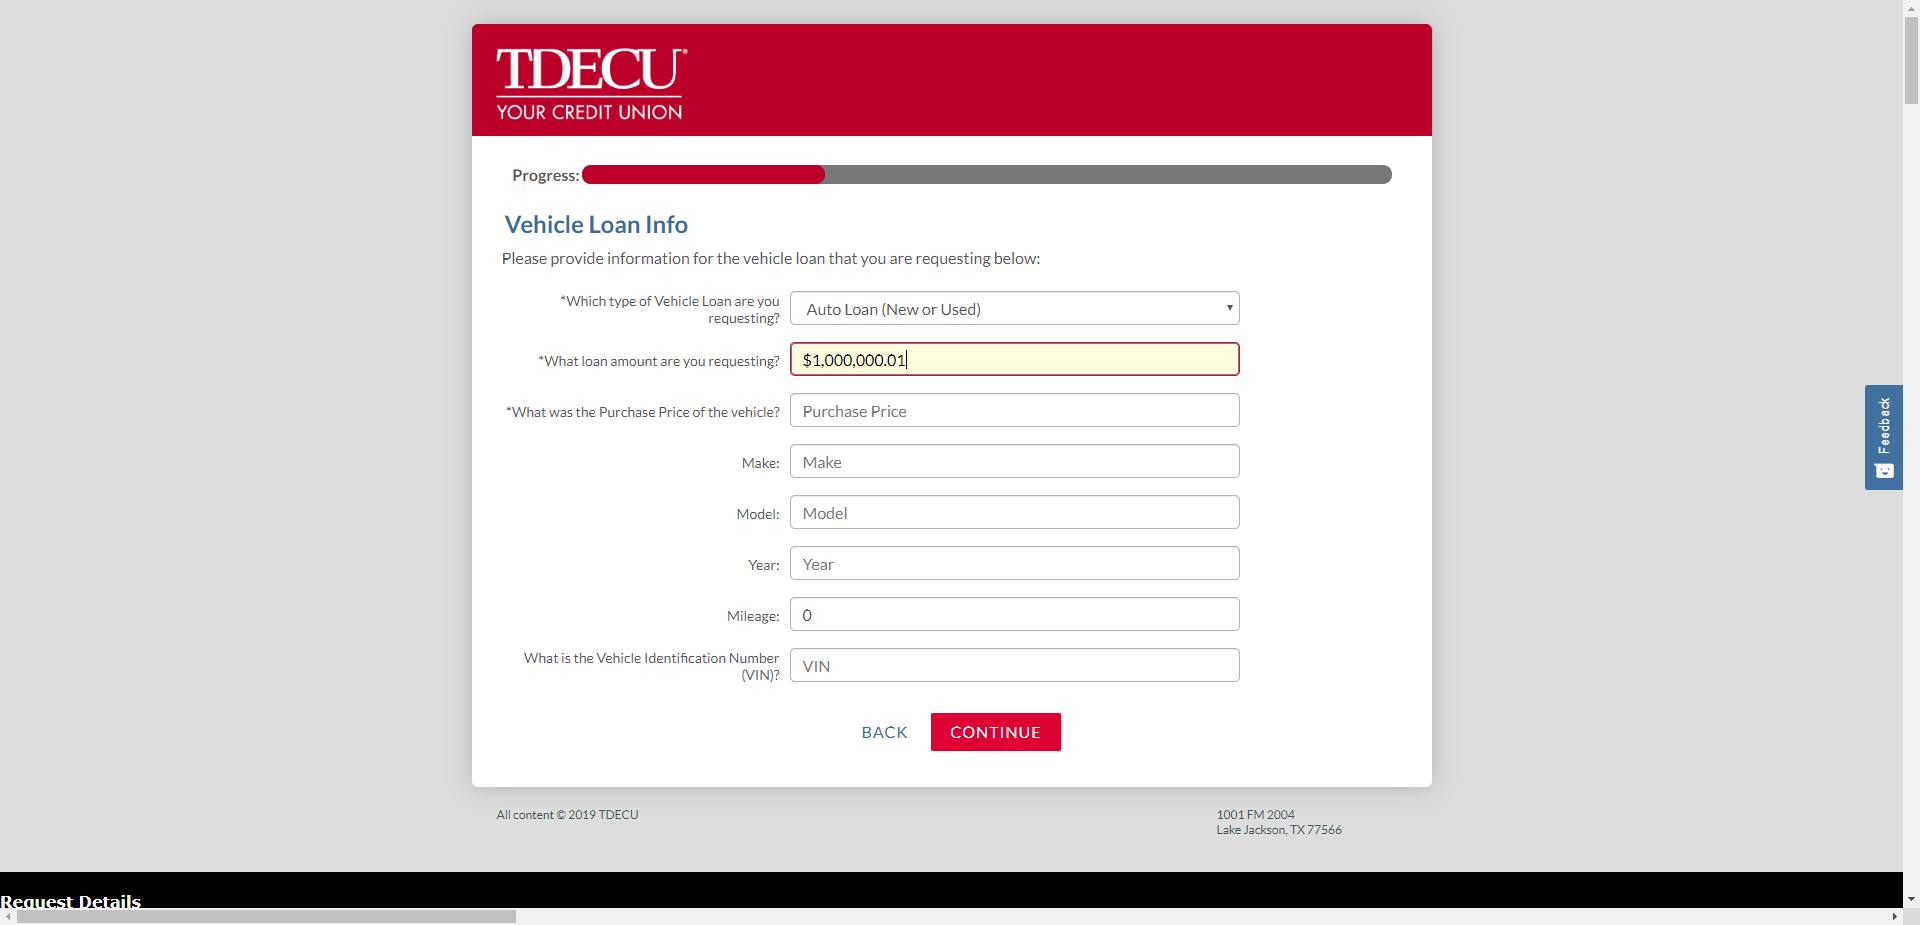 TDECU®
YOUR CREDIT UNION
Progress:
Vehicle Loan Info
Please provide information for the vehicle loan that you are requesting below:
*Which type of Vehicle Loan are you
requesting?
Auto Loan (New or Used)
*What loan amount are you requesting?
$1,000,000.01
*What was the Purchase Price of the vehicle?
Purchase Price
Make:
Make
Model:
Model
Year:
Year
Mileage:
0
What is the Vehicle Identification Number
(VIN)?
VIN
BACK
CONTINUE
Feedback
All content © 2019 TDECU
1001 FM 2004
Lake Jackson, TX 77566
Request Details